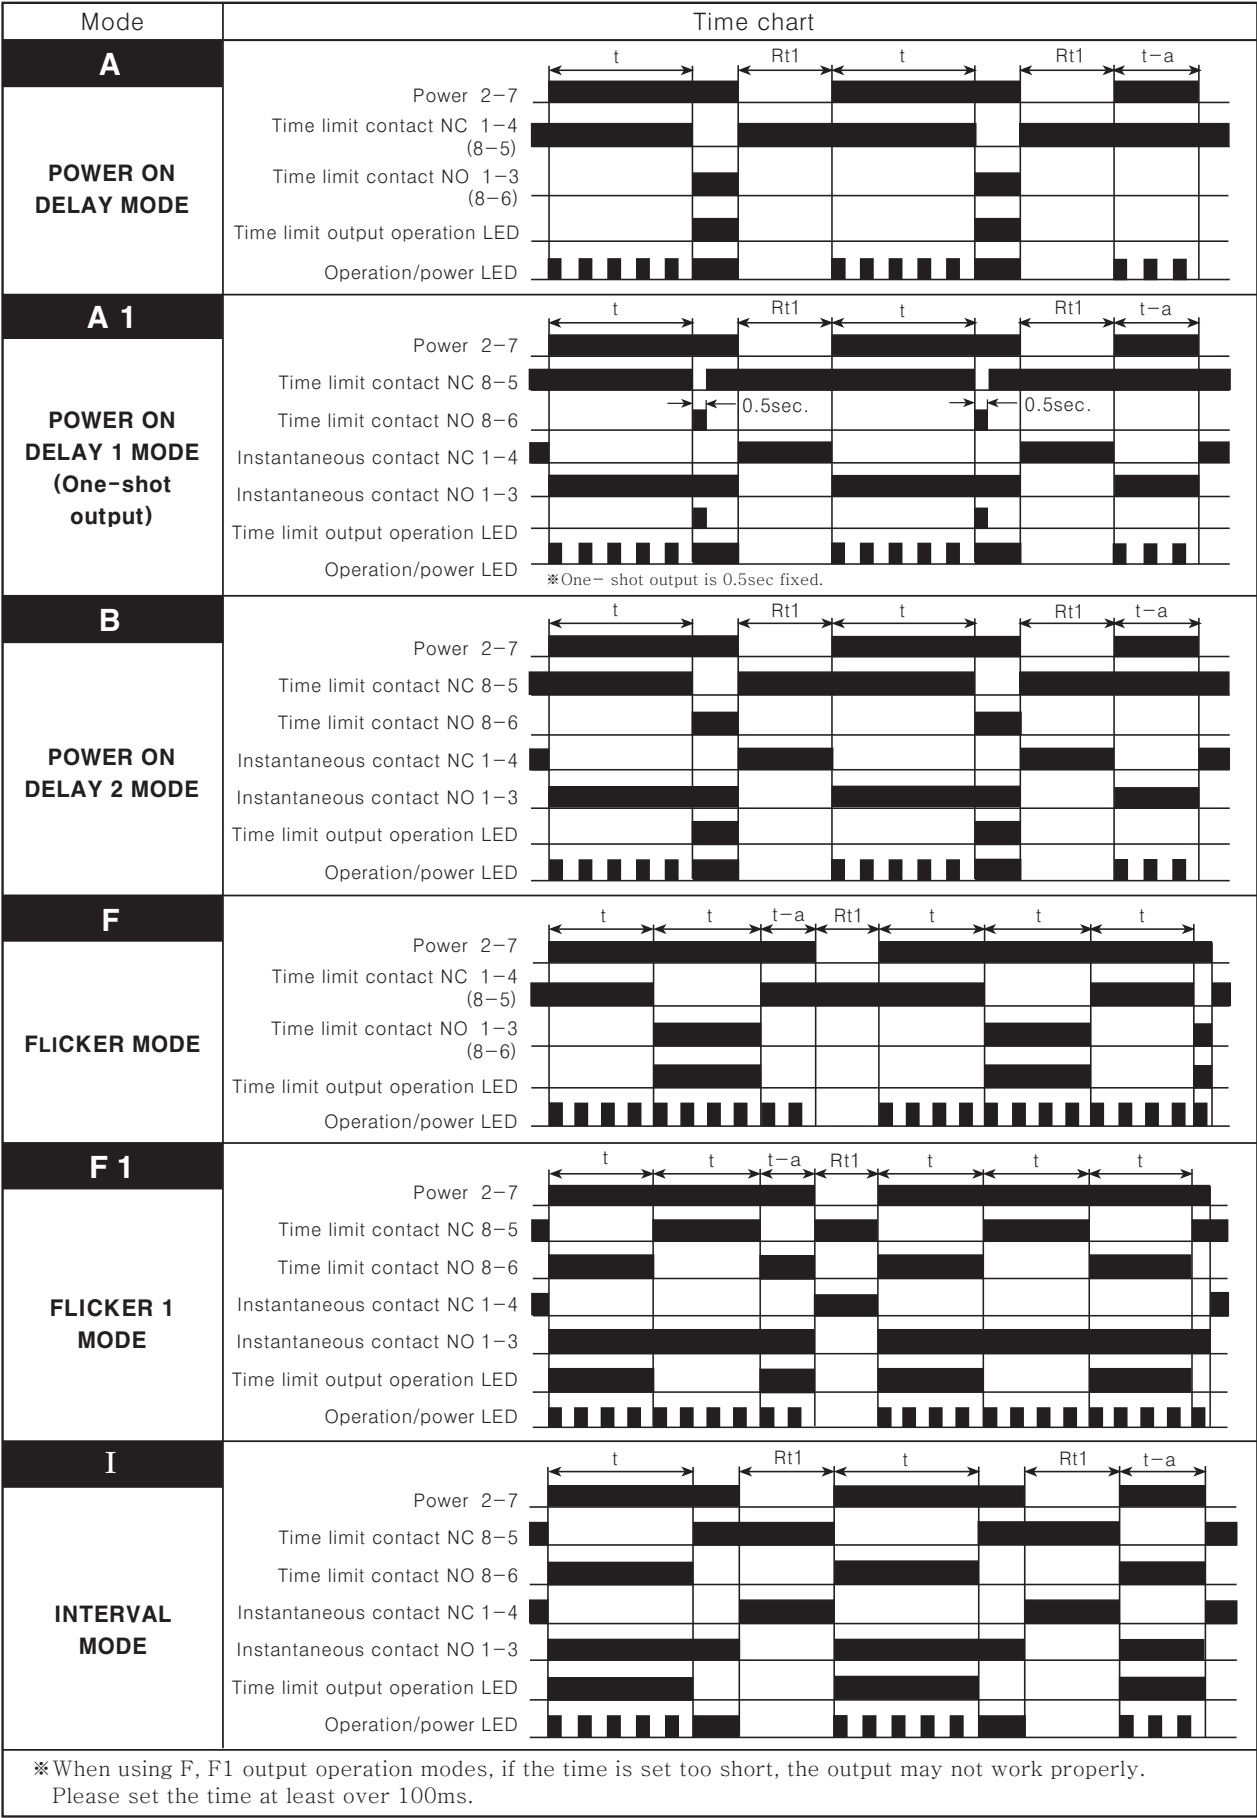 Mode
Time chart
A
POWER ON
DELAY MODE
t
Rt1
t
Rt1
t−a
Power 2−7
Time limit contact NC 1−4
(8−5)
Time limit contact NO 1−3
(8−6)
Time limit output operation LED
Operation/power LED
A 1
POWER ON
DELAY 1 MODE
(One-shot
output)
t
Rt1
t
Rt1
t−a
Power 2−7
Time limit contact NC 8−5
0.5sec.
0.5sec.
Time limit contact NO 8−6
Instantaneous contact NC 1−4
Instantaneous contact NO 1−3
Time limit output operation LED
Operation/power LED
※One− shot output is 0.5sec fixed.
B
POWER ON
DELAY 2 MODE
t
Rt1
t
Rt1
t−a
Power 2−7
Time limit contact NC 8−5
Time limit contact NO 8−6
Instantaneous contact NC 1−4
Instantaneous contact NO 1−3
Time limit output operation LED
Operation/power LED
F
FLICKER MODE
t
t
t−a
Rt1
t
t
t
Power 2−7
Time limit contact NC 1−4
(8−5)
Time limit contact NO 1−3
(8−6)
Time limit output operation LED
Operation/power LED
F 1
FLICKER 1
MODE
t
t
t−a
Rt1
t
t
t
Power 2−7
Time limit contact NC 8−5
Time limit contact NO 8−6
Instantaneous contact NC 1−4
Instantaneous contact NO 1−3
Time limit output operation LED
Operation/power LED
I
INTERVAL
MODE
t
Rt1
t
Rt1
t−a
Power 2−7
Time limit contact NC 8−5
Time limit contact NO 8−6
Instantaneous contact NC 1−4
Instantaneous contact NO 1−3
Time limit output operation LED
Operation/power LED
※When using F, F1 output operation modes, if the time is set too short, the output may not work properly.
Please set the time at least over 100ms.